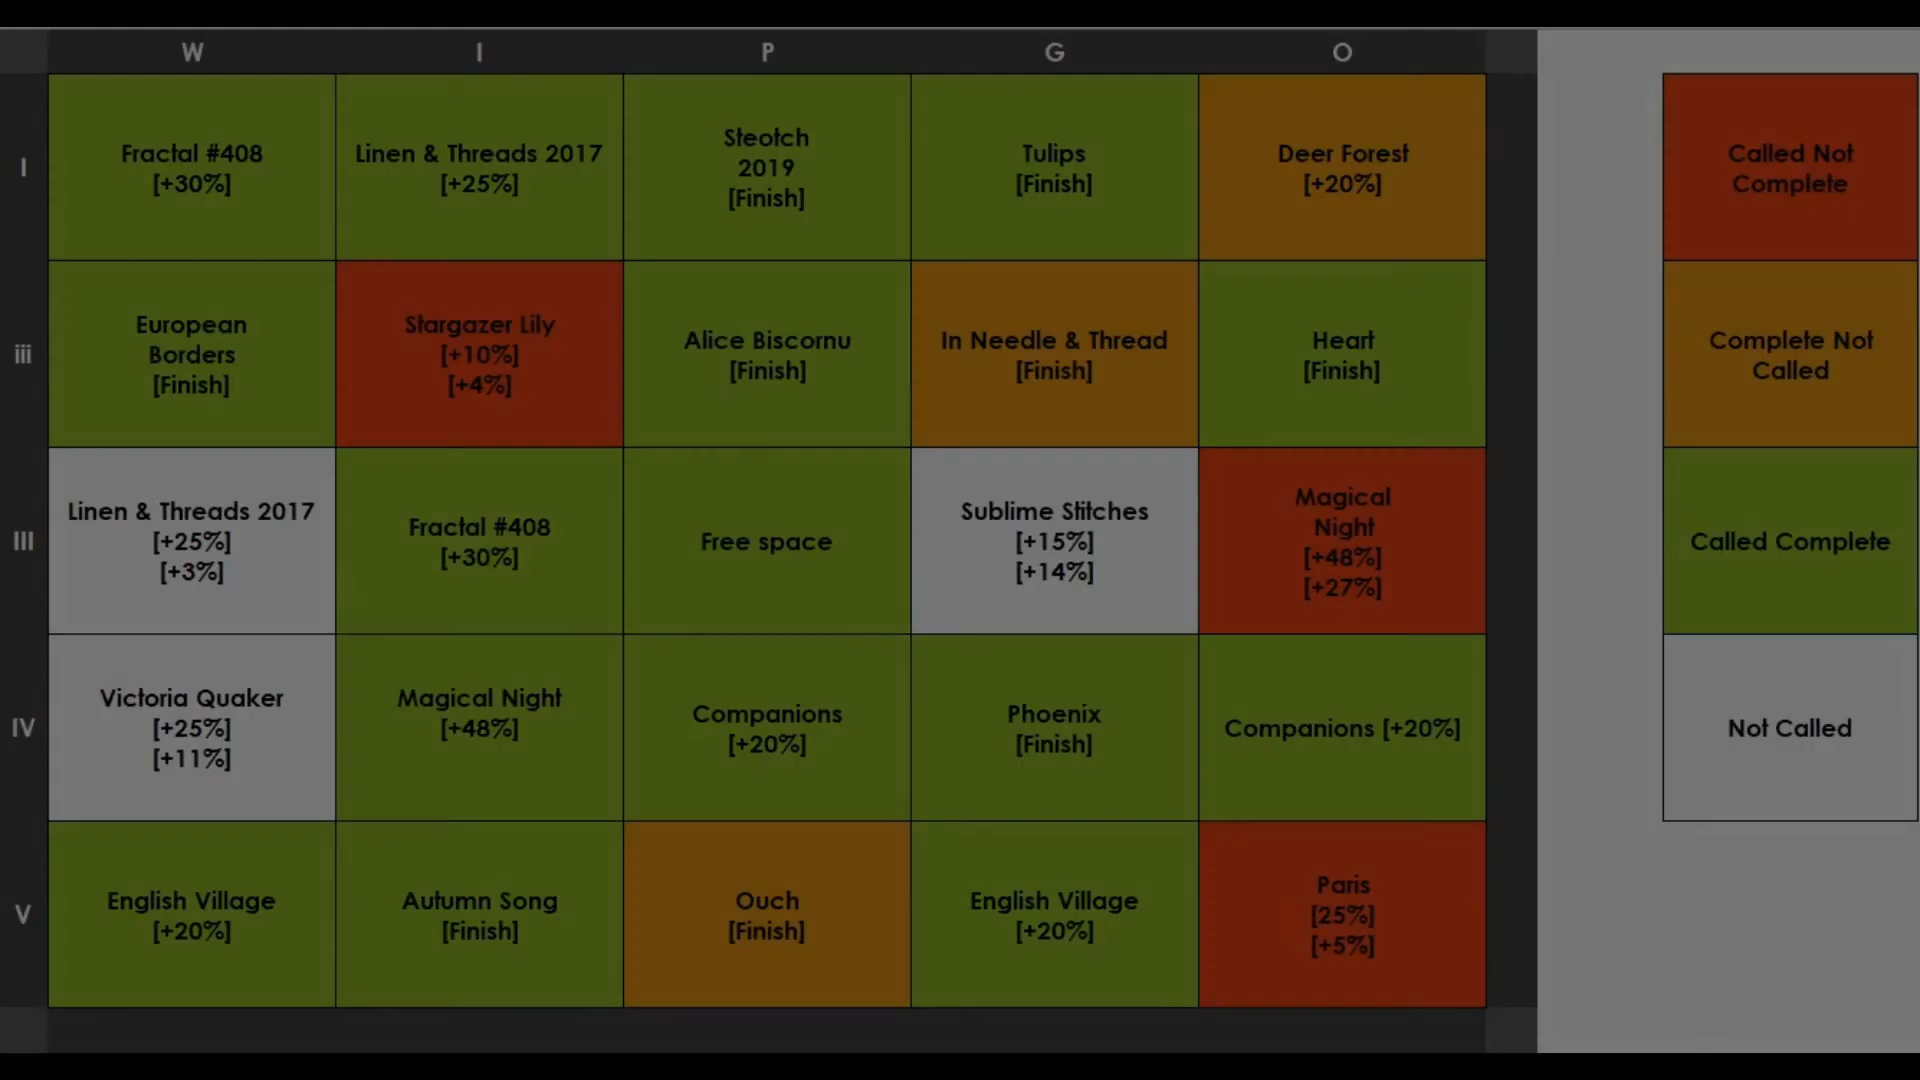 W I P G O
I
Fractal #408
[+30%]
Linen & Threads 2017
[+25%]
Steotch
2019
[Finish]
Tulips
[Finish]
Deer Forest
[+20%]
Called Not
Complete
iii
European
Borders
[Finish]
Stargazer Lily
[+10%]
[+4%]
Alice Biscornu
[Finish]
In Needle & Thread
[Finish]
Heart
[Finish]
Complete Not
Called
III
Linen & Threads 2017
[+25%]
[+3%]
Fractal #408
[+30%]
Free space
Sublime Stitches
[+15%]
[+14%]
Magical
Night
[+48%]
[+27%]
Called Complete
IV
Victoria Quaker
[+25%]
[+11%]
Magical Night
[+48%]
Companions
[+20%]
Phoenix
[Finish]
Companions [+20%]
Not Called
V
English Village
[+20%]
Autumn Song
[Finish]
Ouch
[Finish]
English Village
[+20%]
Paris
[25%]
[+5%]